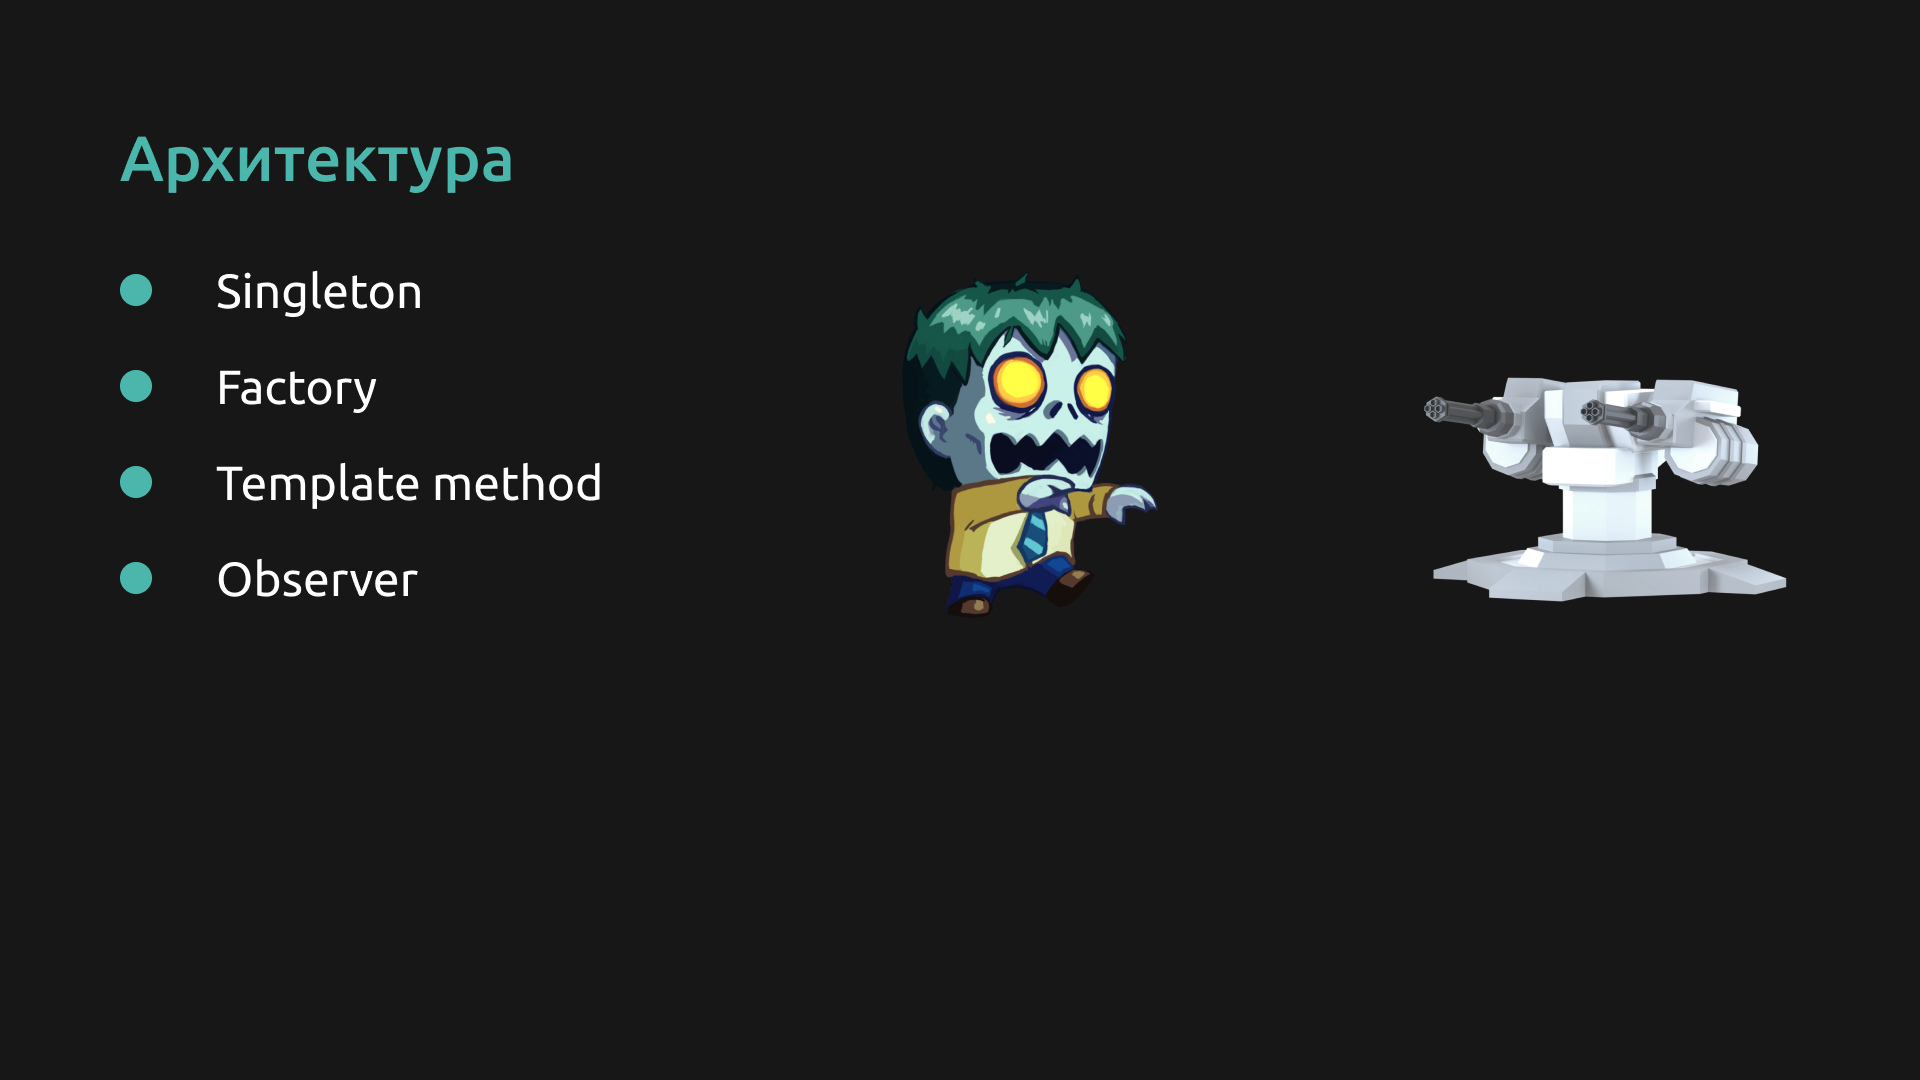 Архитектура
Singleton
Factory
Template method
Observer